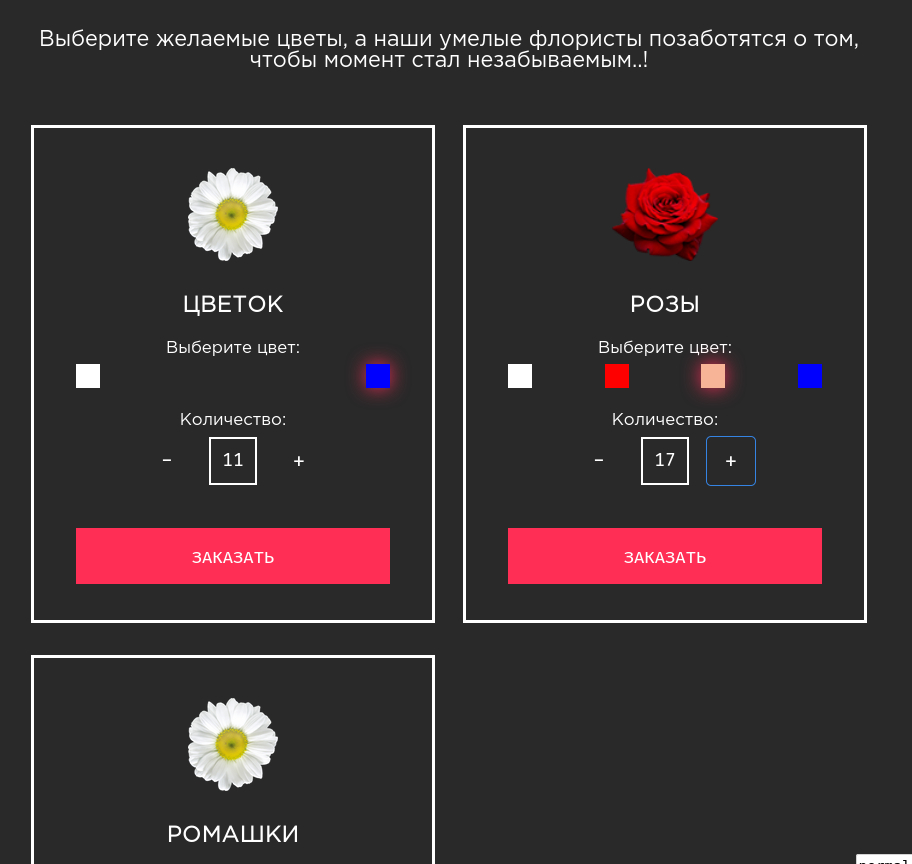 Выберите желаемые цветы, а наши умелые флористы позаботятся о том,
чтобы момент стал незабываемым..!
ЦВЕТОК
Выберите цвет:
Количество:
- 11 +
ЗАКАЗАТЬ
РОЗЫ
Выберите цвет:
Количество:
- 17 +
ЗАКАЗАТЬ
РОМАШКИ